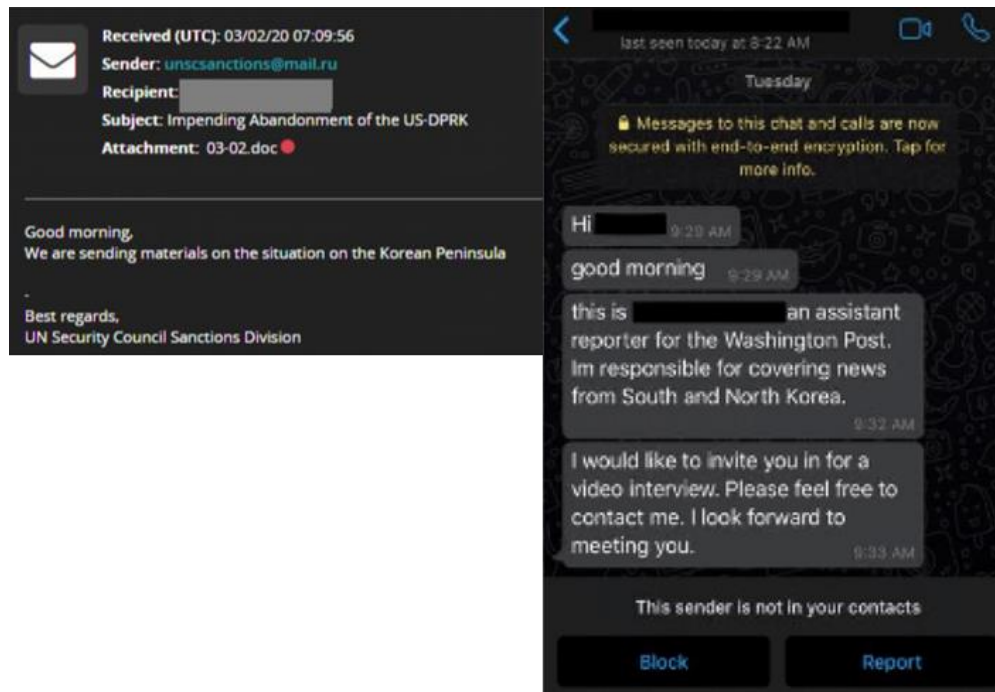 Received (UTC): 03/02/20 07:09:56
Sender: unscsanctions@mail.ru
Recipient:
Subject: Impending Abandonment of the US-DPRK
Attachment: 03-02.doc
Good morning,
We are sending materials on the situation on the Korean Peninsula
-
Best regards,
UN Security Council Sanctions Division
last seen today at 8:22 AM
Tuesday
Messages to this chat and calls are now
secured with end-to-end encryption. Tap for
more info.
Hi
9:29 AM
good morning 9:29 AM
this is an assistant
reporter for the Washington Post.
Im responsible for covering news
from South and North Korea.
9:32 AM
I would like to invite you in for a
video interview. Please feel free to
contact me. I look forward to
meeting you.
9:33 AM
This sender is not in your contacts
Block
Report